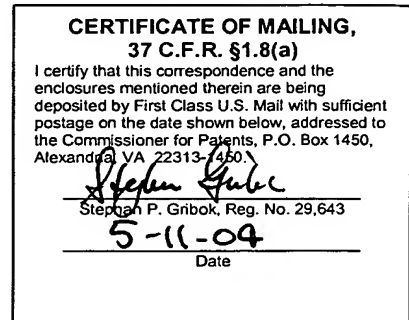 CERTIFICATE OF MAILING,
37 C.F.R. §1.8(a)
I certify that this correspondence and the
enclosures mentioned therein are being
deposited by First Class U.S. Mail with sufficient
postage on the date shown below, addressed to
the Commissioner for Patents, P.O. Box 1450,
Alexandria, VA 22313-1450.
Stephan P. Gribok, Reg. No. 29,643
5-11-04
Date